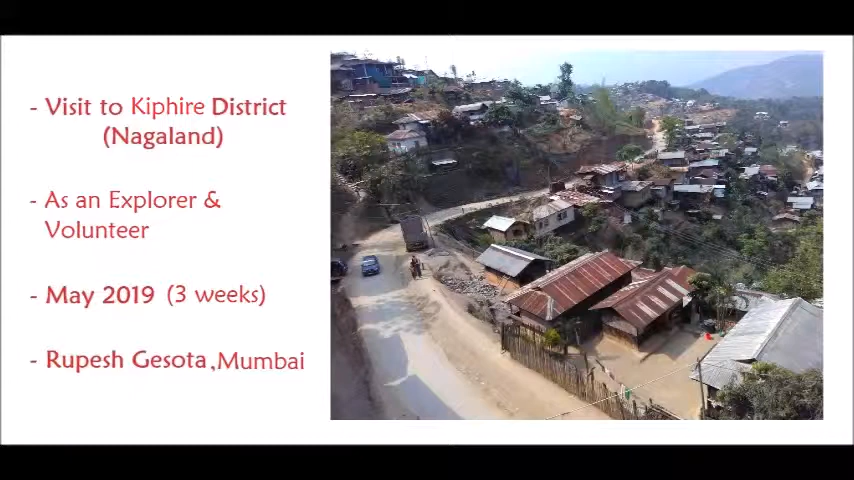 - Visit to Kiphire District
(Nagaland)
- As an Explorer &
Volunteer
- May 2019 (3 weeks)
- Rupesh Gesota, Mumbai